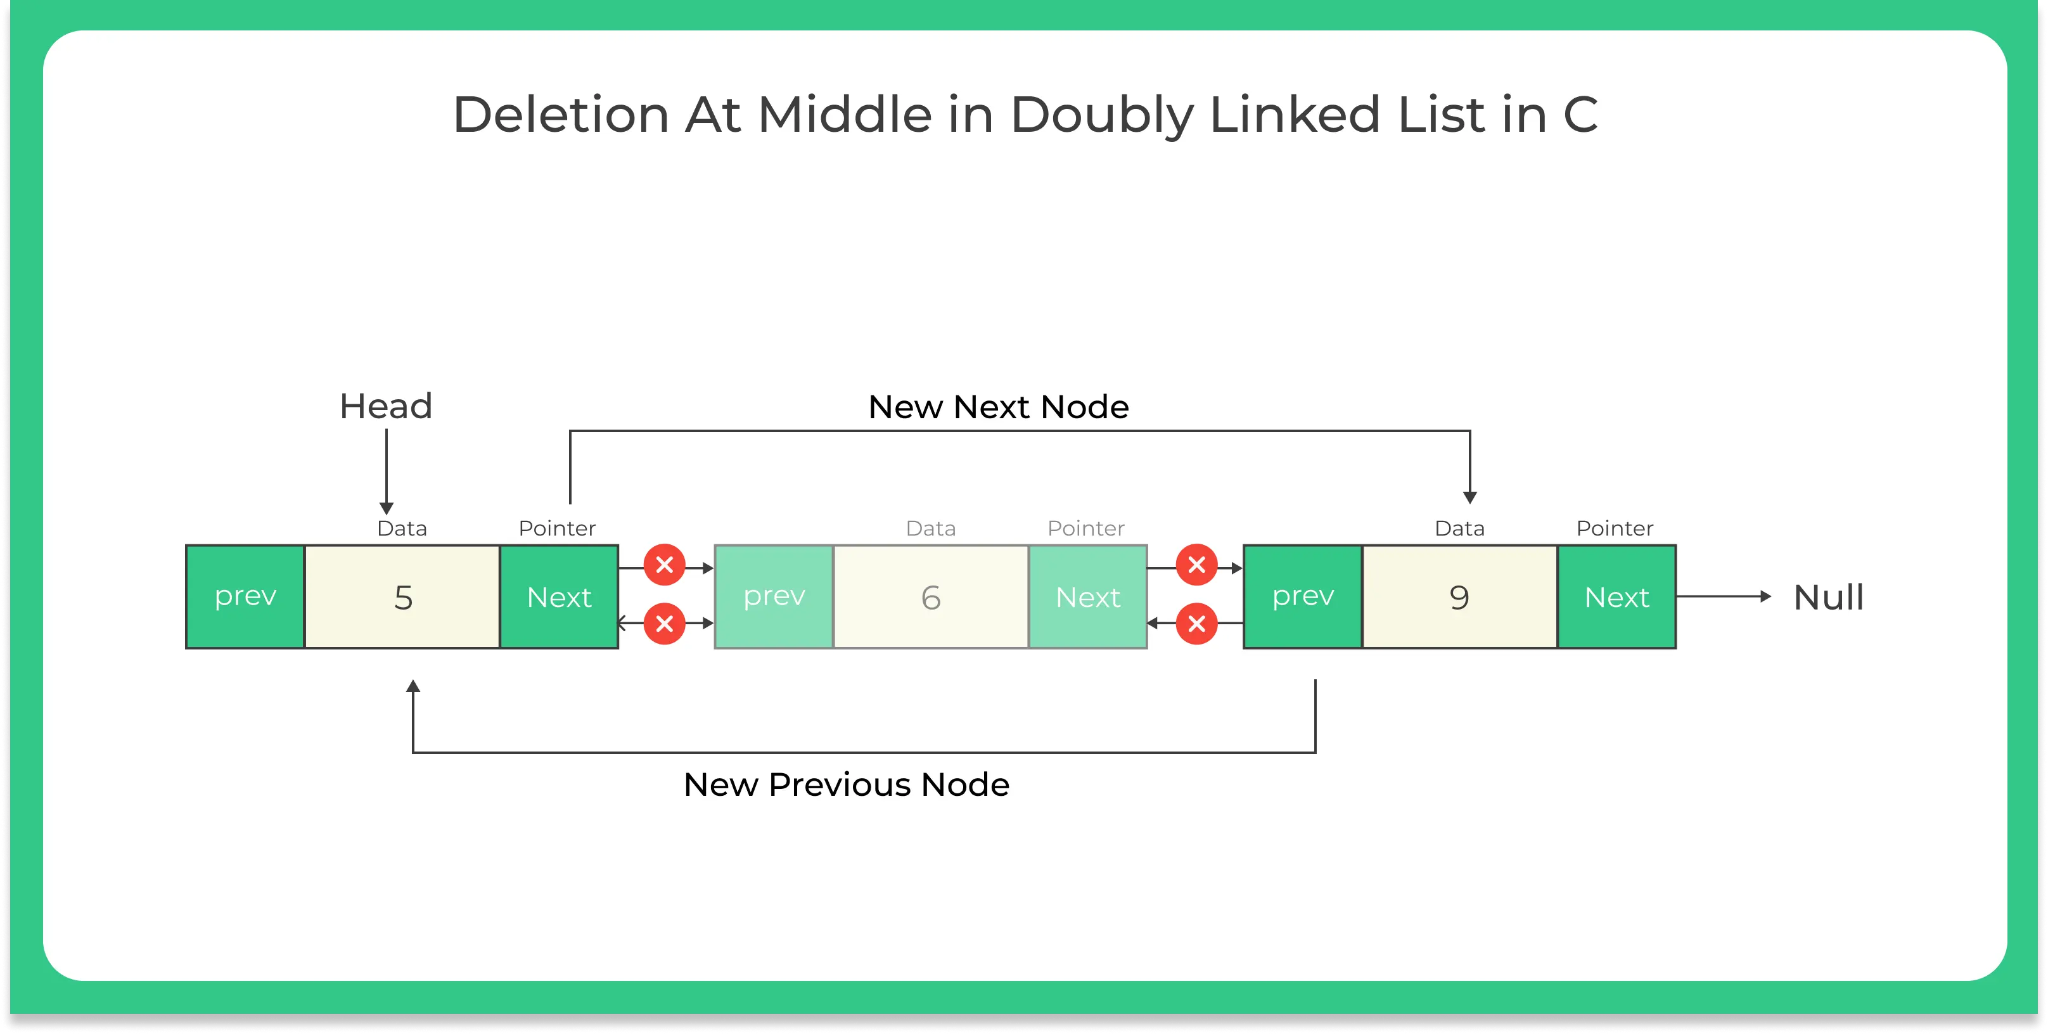 Deletion At Middle in Doubly Linked List in C
Head
New Next Node
Data Pointer Data Pointer Data Pointer
prev 5 Next prev 6 Next prev 9 Next Null
New Previous Node